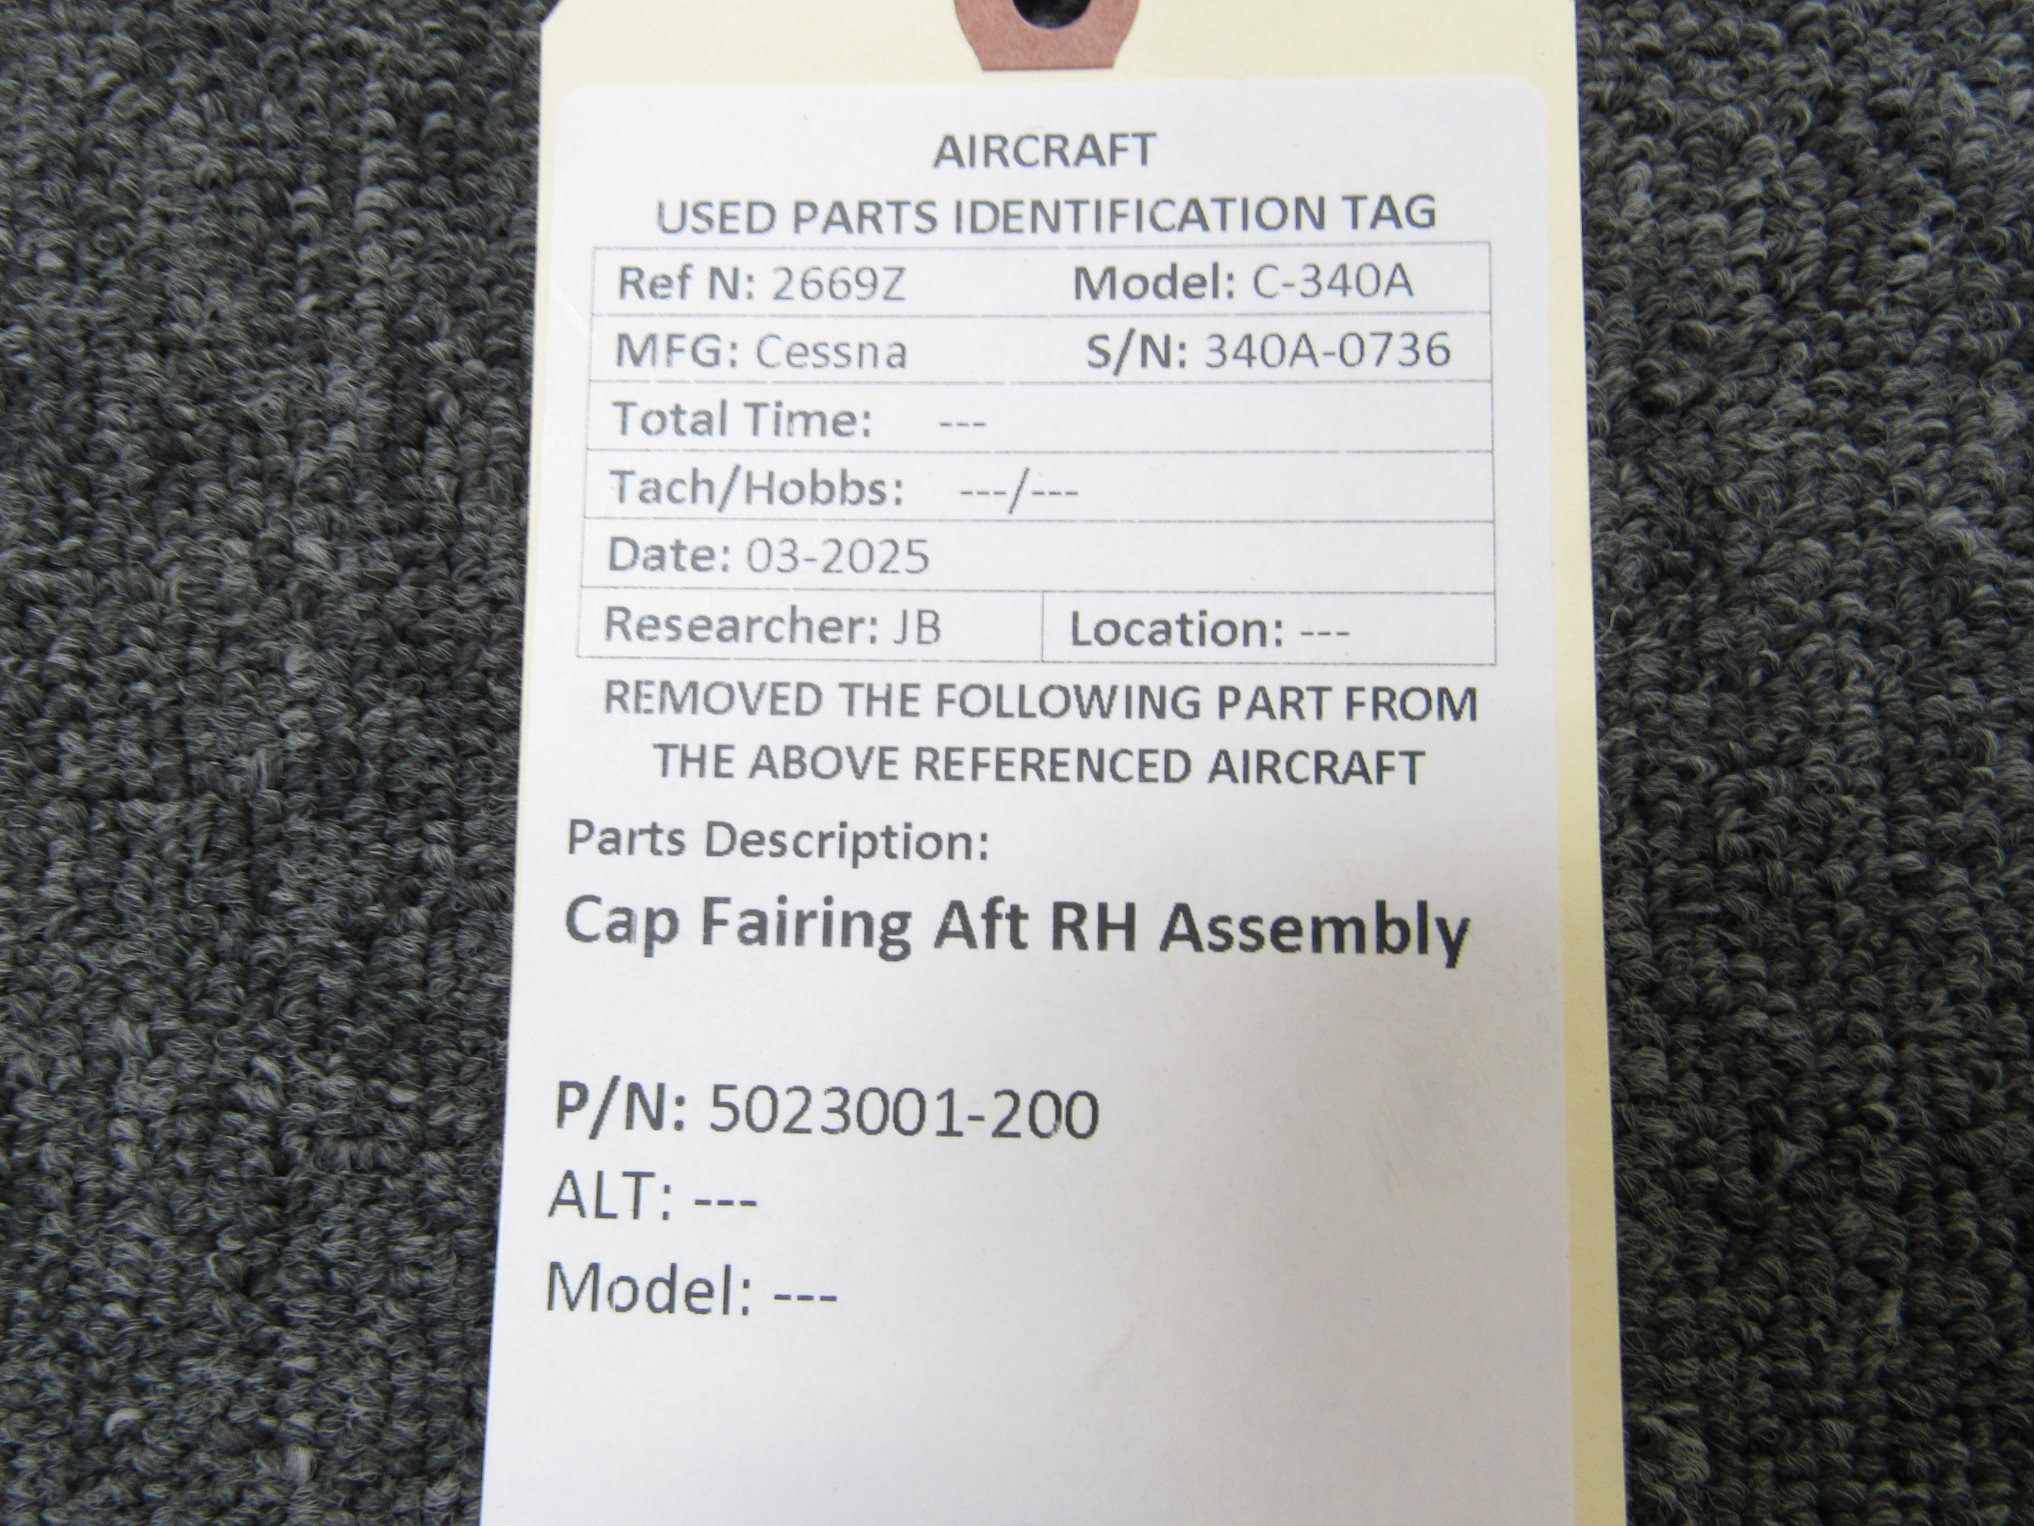 AIRCRAFT
USED PARTS IDENTIFICATION TAG
Ref N: 2669Z Model: C-340A
MFG: Cessna S/N: 340A-0736
Total Time: ---
Tach/Hobbs: ---/---
Date: 03-2025
Researcher: JB Location: ---
REMOVED THE FOLLOWING PART FROM
THE ABOVE REFERENCED AIRCRAFT
Parts Description:
Cap Fairing Aft RH Assembly
P/N: 5023001-200
ALT: ---
Model: ---